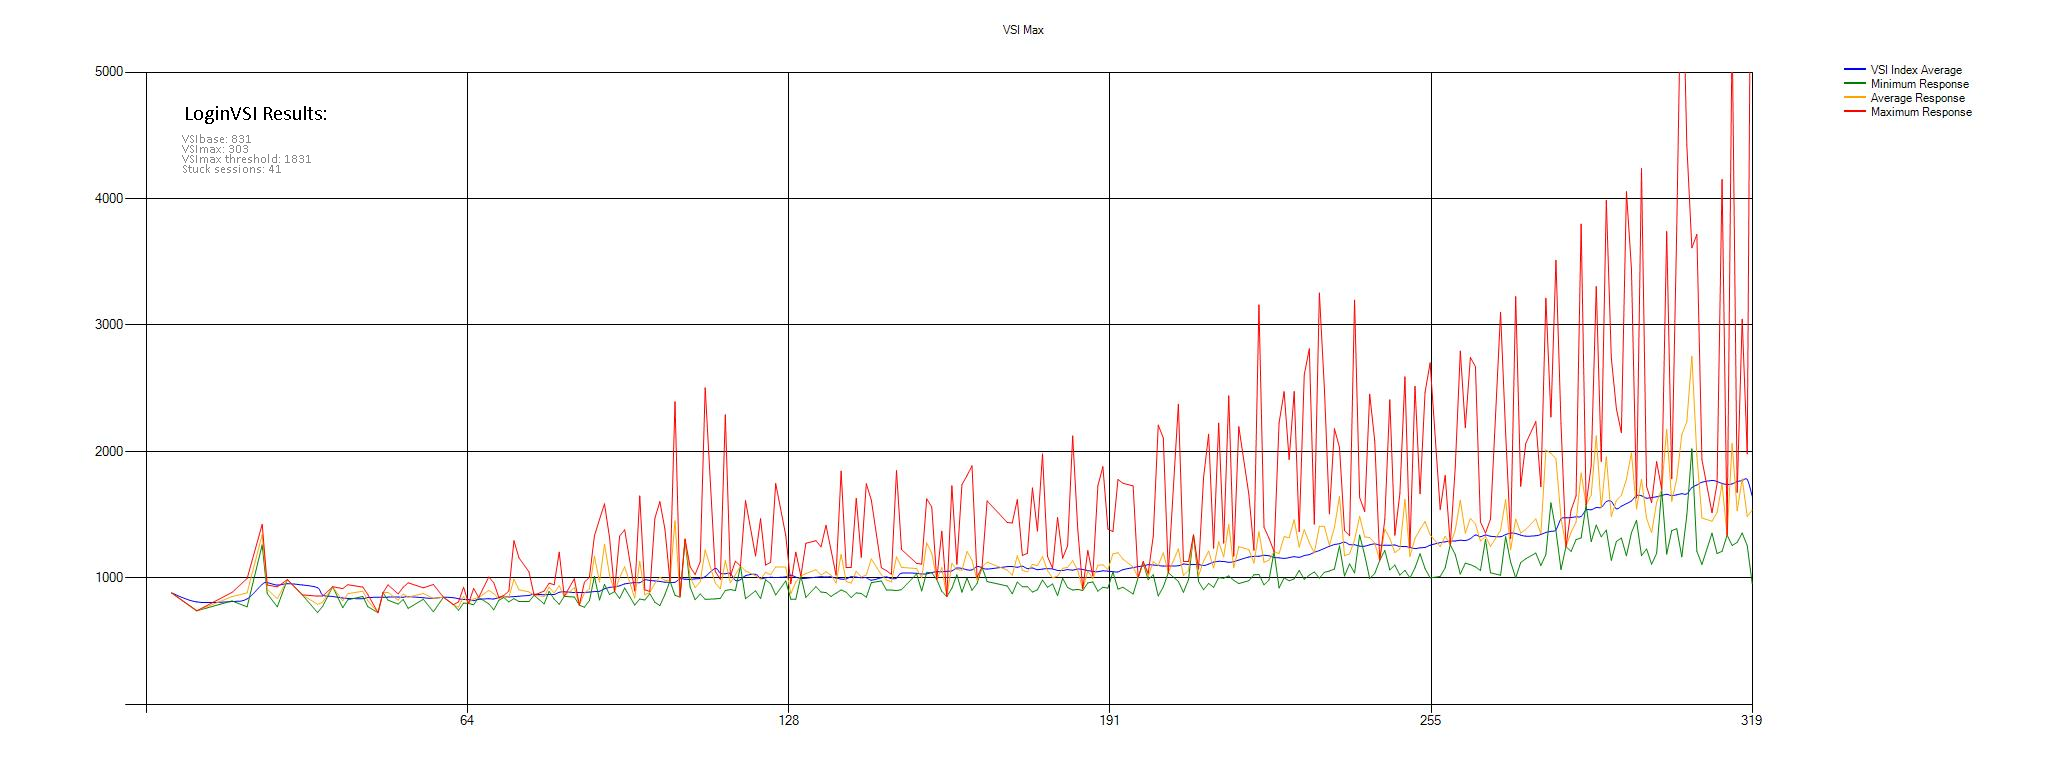 VSI Max
VSI Index Average
Minimum Response
Average Response
Maximum Response
5000
LoginVSI Results:
VSIbase: 831
VSImax: 303
VSImax threshold: 1831
Stuck sessions: 41
4000
3000
2000
1000
64
128
191
255
319